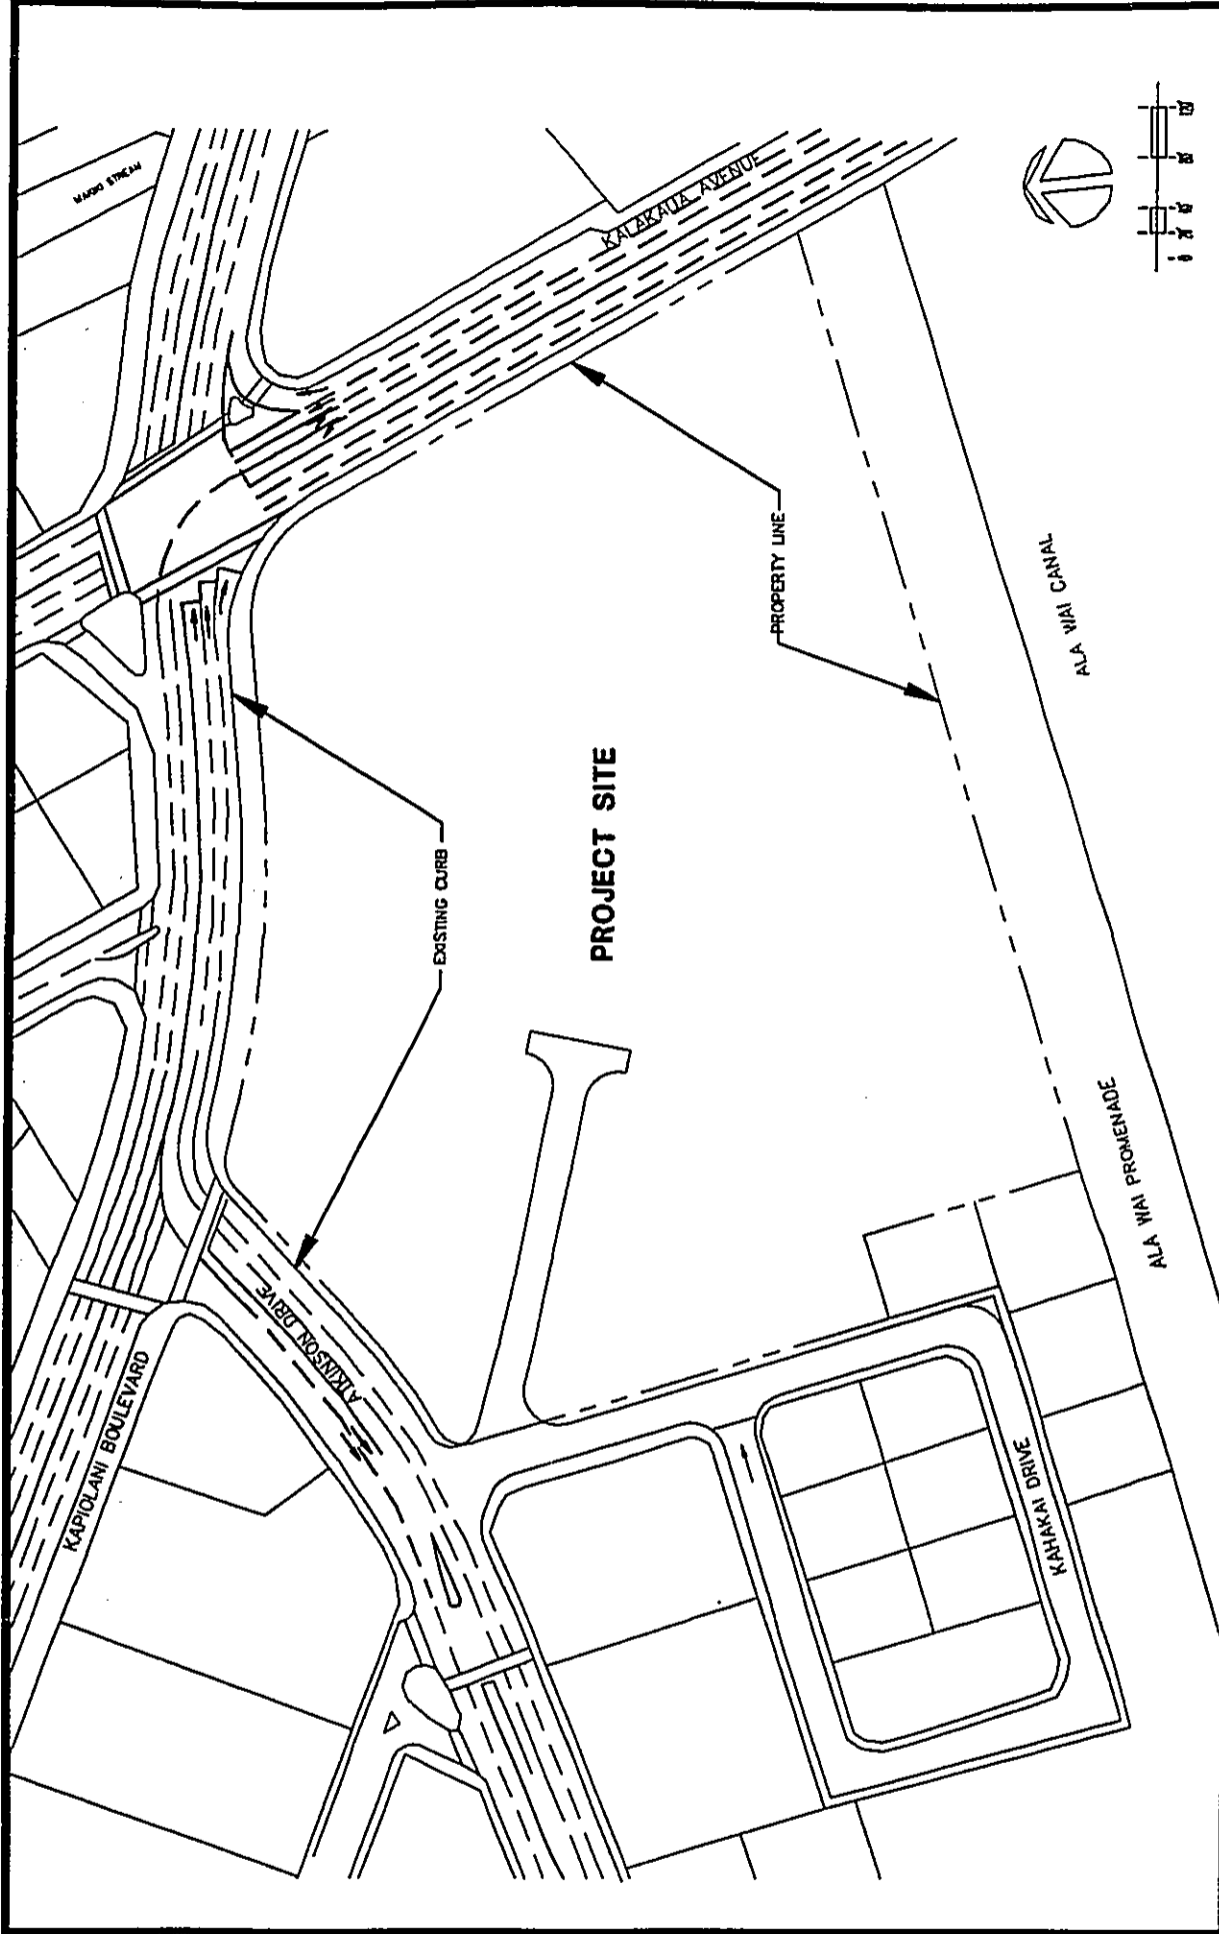 MAKIKI STREAM
KALAKAUA AVENUE
PROPERTY LINE
ALA WAI CANAL
EXISTING CURB
PROJECT SITE
ALA WAI PROMENADE
ATKINSON DRIVE
KAPIOLANI BOULEVARD
KAHAKAI DRIVE